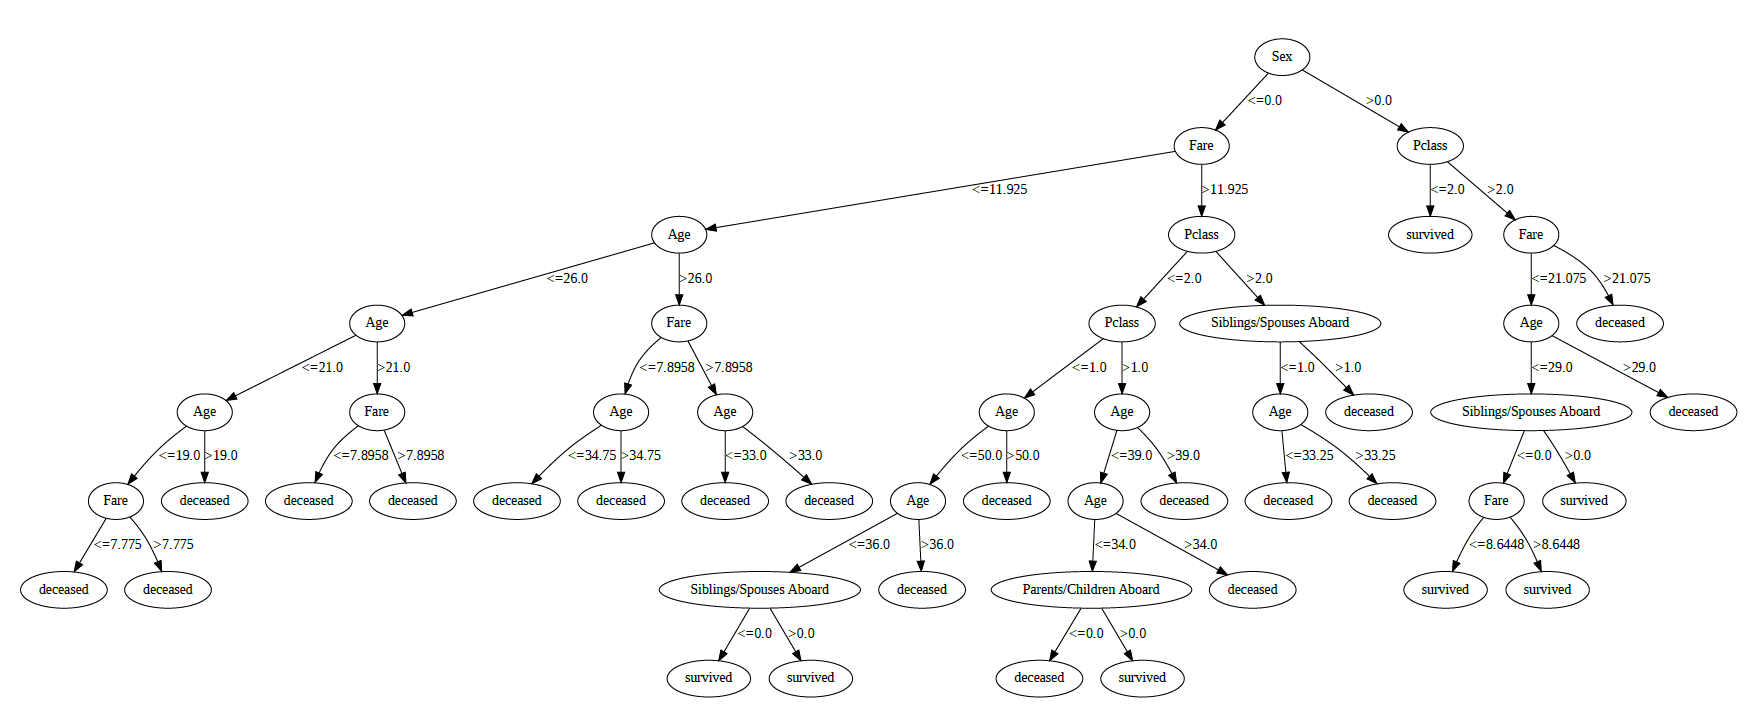 Sex
<=0.0 >0.0
Fare Pclass
<=11.925 >11.925 <=2.0 >2.0
Age Pclass survived Fare
<=26.0 >26.0 <=2.0 >2.0 <=21.075 >21.075
Age Fare Pclass Siblings/Spouses Aboard Age deceased
<=21.0 >21.0 <=7.8958 >7.8958 <=1.0 >1.0 <=1.0 >1.0 <=29.0 >29.0
Age Fare Age Age Age Age Age deceased Siblings/Spouses Aboard deceased
<=19.0 >19.0 <=7.8958 >7.8958 <=34.75 >34.75 <=33.0 >33.0 <=50.0 >50.0 <=39.0 >39.0 <=33.25 >33.25 <=0.0 >0.0
Fare deceased deceased deceased deceased deceased deceased deceased Age deceased Age deceased deceased deceased Fare survived
<=7.775 >7.775 <=36.0 >36.0 <=34.0 >34.0 <=8.6448 >8.6448
deceased deceased Siblings/Spouses Aboard deceased Parents/Children Aboard deceased survived survived
<=0.0 >0.0 <=0.0 >0.0
survived survived deceased survived